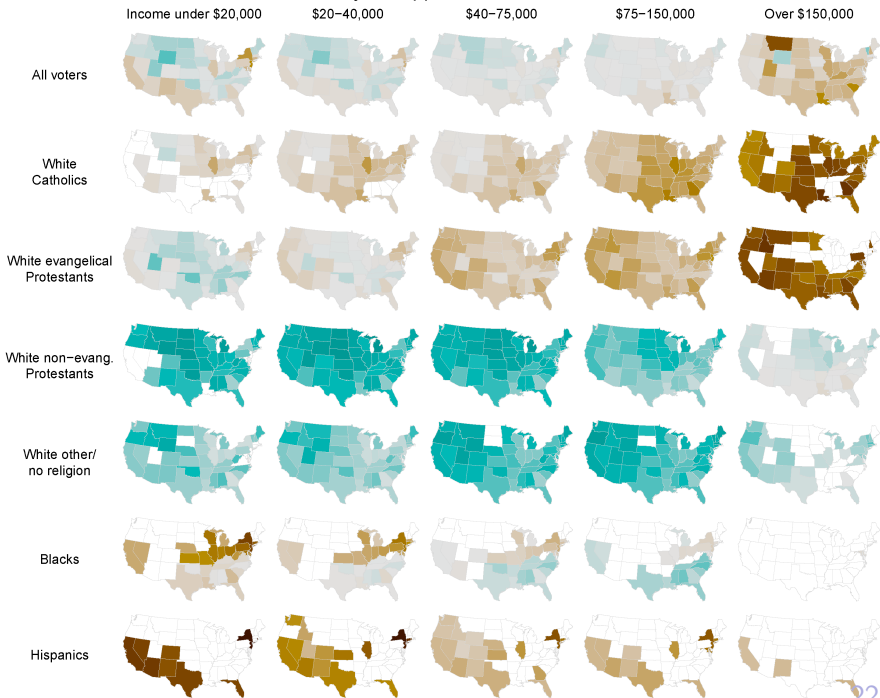 Income under $20,000 $20−40,000 $40−75,000 $75−150,000 Over $150,000
All voters
White
Catholics
White evangelical
Protestants
White non−evang.
Protestants
White other/
no religion
Blacks
Hispanics